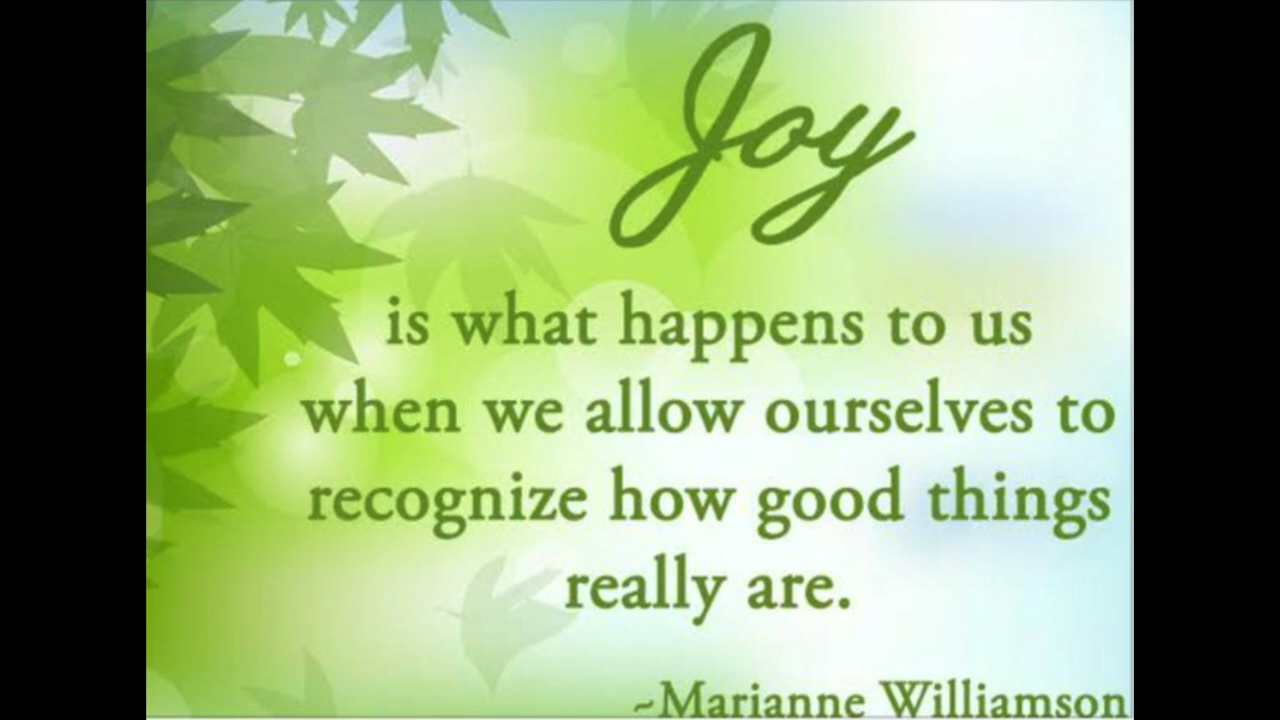 Joy
is what happens to us
when we allow ourselves to
recognize how good things
really are.
~Marianne Williamson